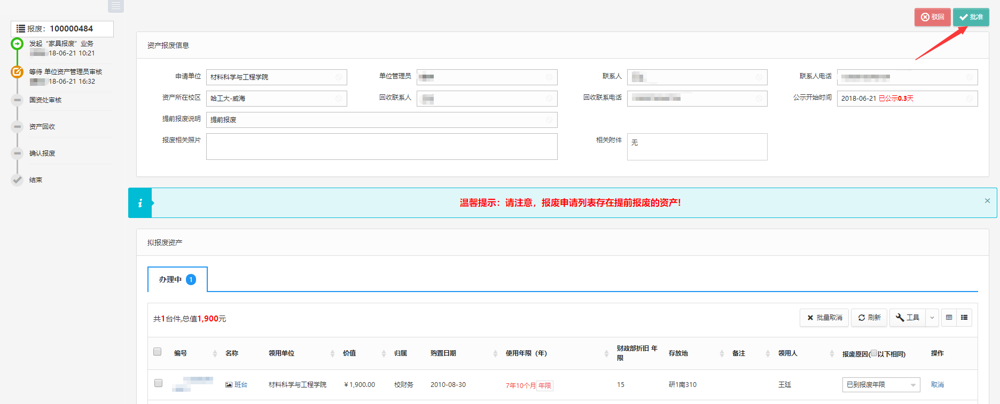 报废：100000484
发起“家具报废”业务
18-06-21 10:21
等待 单位资产管理员审核
18-06-21 16:32
国资处审核
资产回收
确认报废
结束
驳回 批准
资产报废信息
申请单位 材料科学与工程学院 单位管理员 联系人 联系人电话
资产所在校区 哈工大-威海 回收联系人 回收联系电话 公示开始时间 2018-06-21 已公示0.3天
提前报废说明 提前报废
报废相关照片 相关附件 无
温馨提示：请注意，报废申请列表存在提前报废的资产!
拟报废资产
办理中 1
共1台件,总值1,900元
批量取消 刷新 工具
编号 名称 领用单位 价值 归属 购置日期 使用年限（年） 财政部折旧 年限 存放地 备注 领用人 报废原因(以下相同) 操作
班台 材料科学与工程学院 ¥1,900.00 校财务 2010-08-30 7年10个月 年限 15 研1南310 王廷 已到报废年限 取消